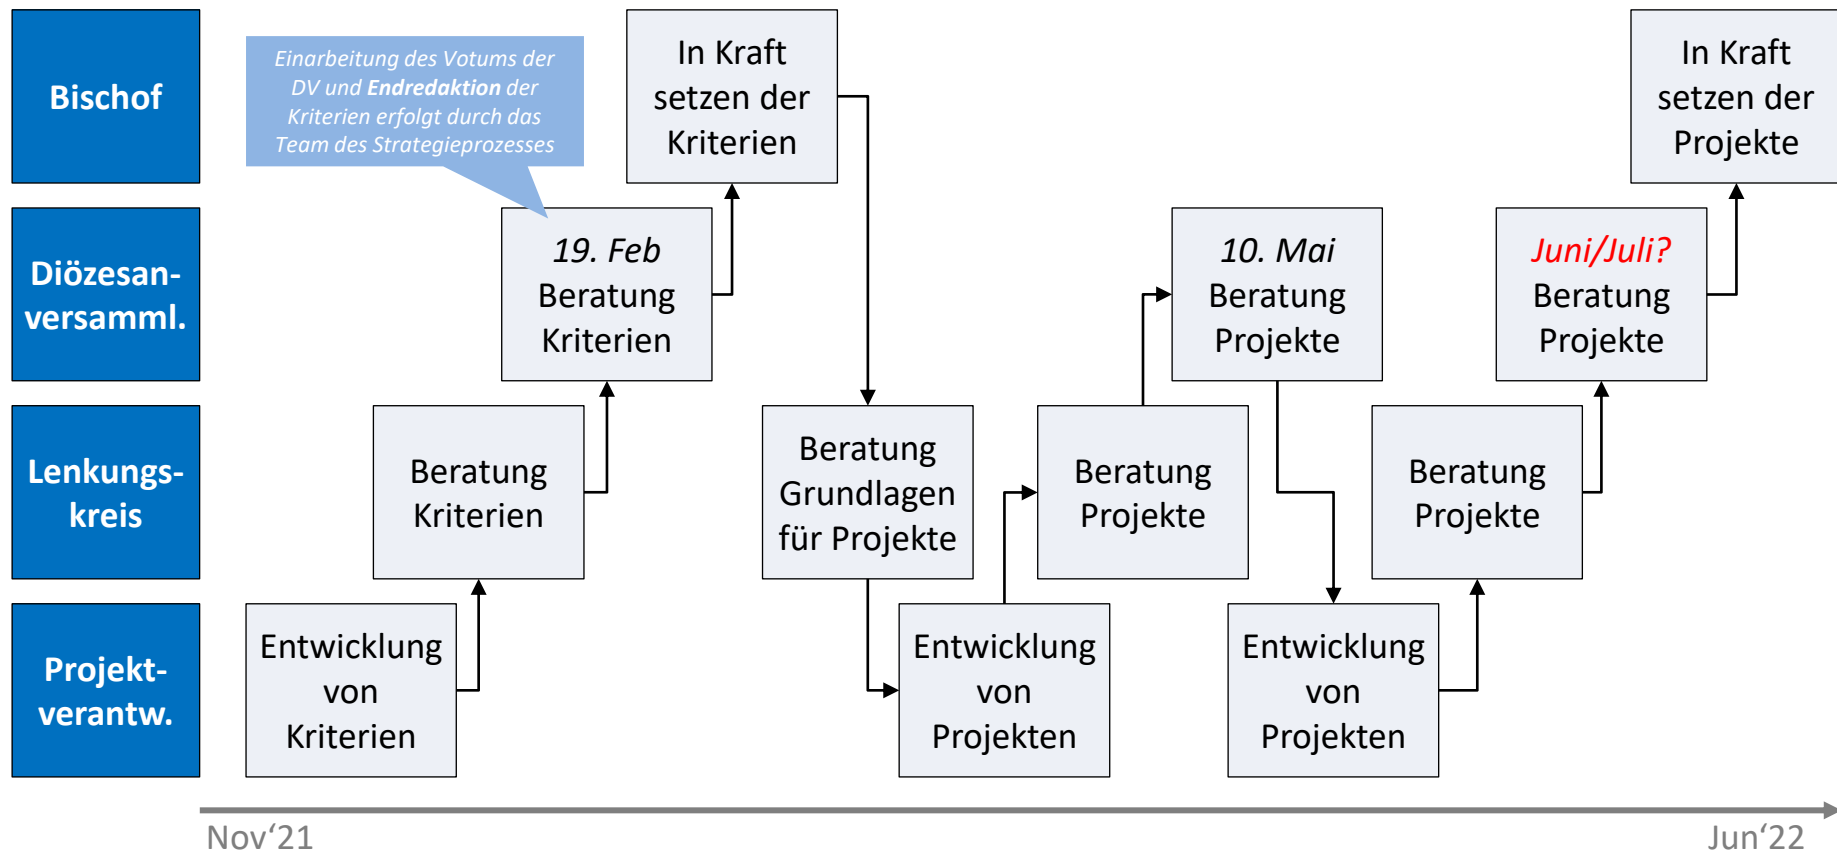 Bischof
Einarbeitung des Votums der
DV und Endredaktion der
Kriterien erfolgt durch das
Team des Strategieprozesses
In Kraft
setzen der
Kriterien
In Kraft
setzen der
Projekte
Diözesan-
versamml.
19. Feb
Beratung
Kriterien
10. Mai
Beratung
Projekte
Juni/Juli?
Beratung
Projekte
Lenkungs-
kreis
Beratung
Kriterien
Beratung
Grundlagen
für Projekte
Beratung
Projekte
Beratung
Projekte
Projekt-
verantw.
Entwicklung
von
Kriterien
Entwicklung
von
Projekten
Entwicklung
von
Projekten
Nov‘21
Jun‘22